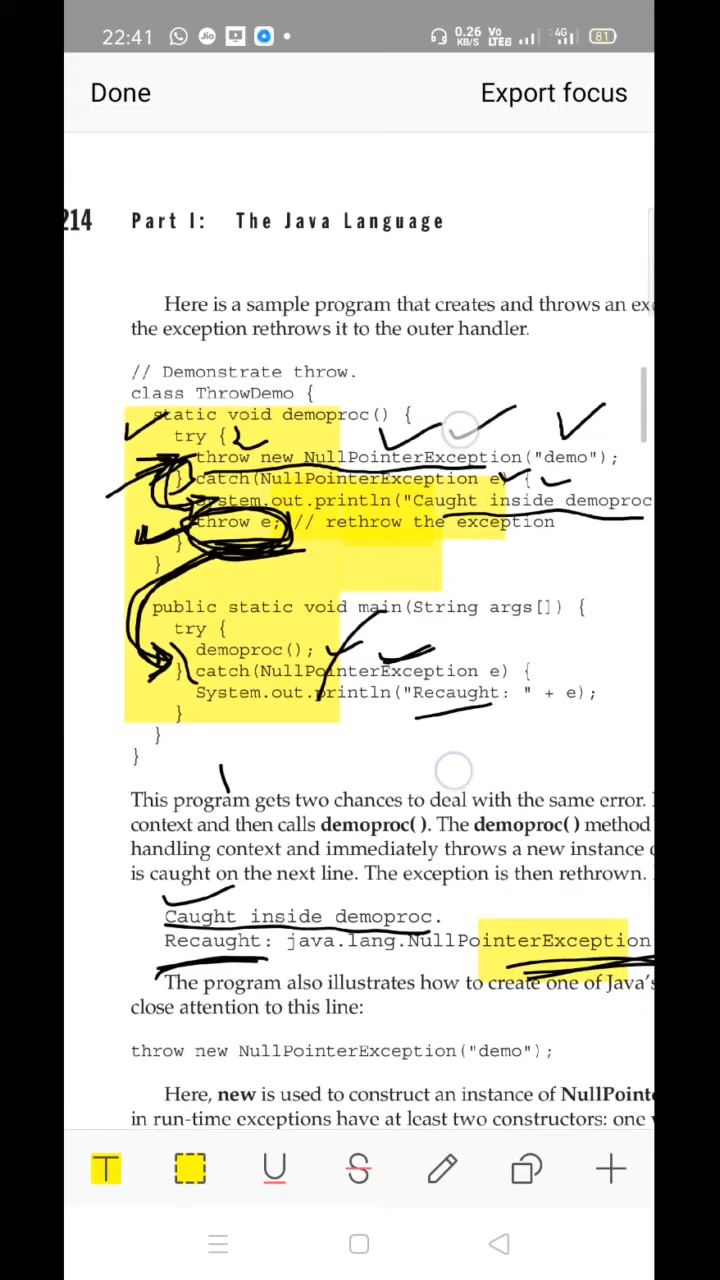 22:41
0.26 KB/S Vo LTE 4G 81
Done Export focus
214 Part I: The Java Language
Here is a sample program that creates and throws an
the exception rethrows it to the outer handler.
// Demonstrate throw.
class ThrowDemo {
static void demoproc() {
try {
throw new NullPointerException("demo");
} catch(NullPointerException e) {
System.out.println("Caught inside demoproc
throw e; // rethrow the exception
}
}
public static void main(String args[]) {
try {
demoproc();
} catch(NullPointerException e) {
System.out.println("Recaught: " + e);
}
}
}
This program gets two chances to deal with the same error.
context and then calls demoproc( ). The demoproc( ) method
handling context and immediately throws a new instance
is caught on the next line. The exception is then rethrown.
Caught inside demoproc.
Recaught: java.lang.NullPointerException
The program also illustrates how to create one of Java's
close attention to this line:
throw new NullPointerException("demo");
Here, new is used to construct an instance of NullPoint
in run-time exceptions have at least two constructors: one